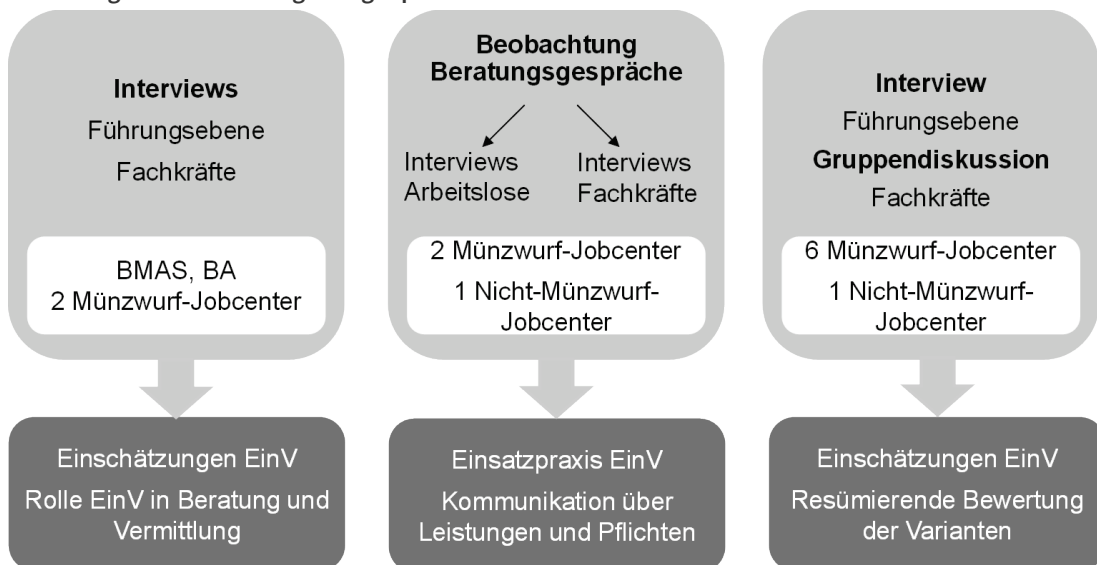 Interviews
Führungsebene
Fachkräfte
BMAS, BA
2 Münzwurf-Jobcenter
Einschätzungen EinV
Rolle EinV in Beratung und
Vermittlung
Beobachtung
Beratungsgespräche
Interviews
Arbeitslose
Interviews
Fachkräfte
2 Münzwurf-Jobcenter
1 Nicht-Münzwurf-
Jobcenter
Einsatzpraxis EinV
Kommunikation über
Leistungen und Pflichten
Interview
Führungsebene
Gruppendiskussion
Fachkräfte
6 Münzwurf-Jobcenter
1 Nicht-Münzwurf-
Jobcenter
Einschätzungen EinV
Resümierende Bewertung
der Varianten